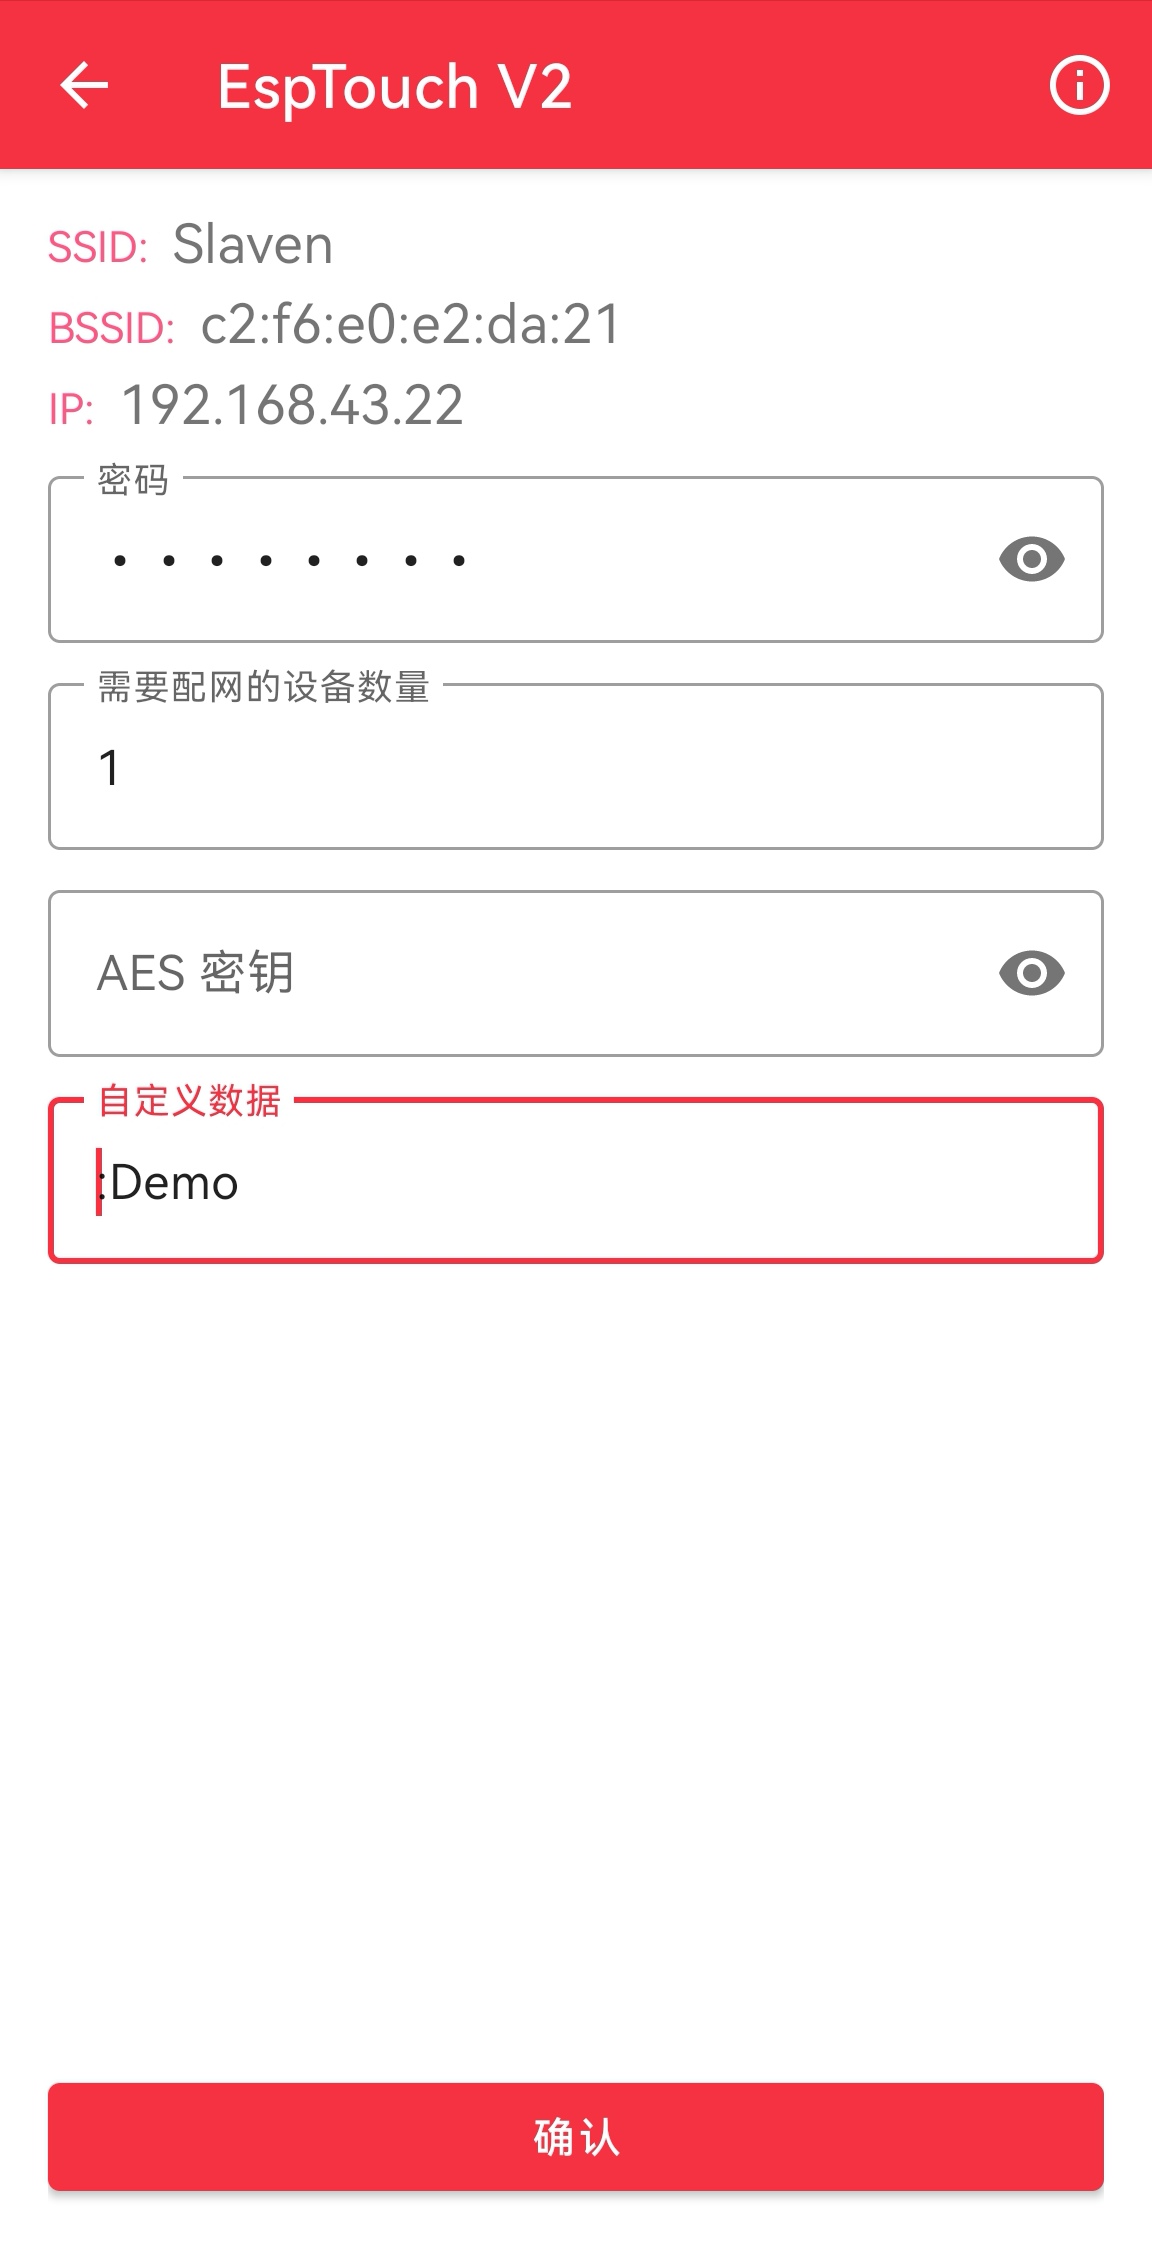 EspTouch V2
SSID: Slaven
BSSID: c2:f6:e0:e2:da:21
IP: 192.168.43.22
密码
••••••••
需要配网的设备数量
1
AES 密钥
自定义数据
:Demo
确认